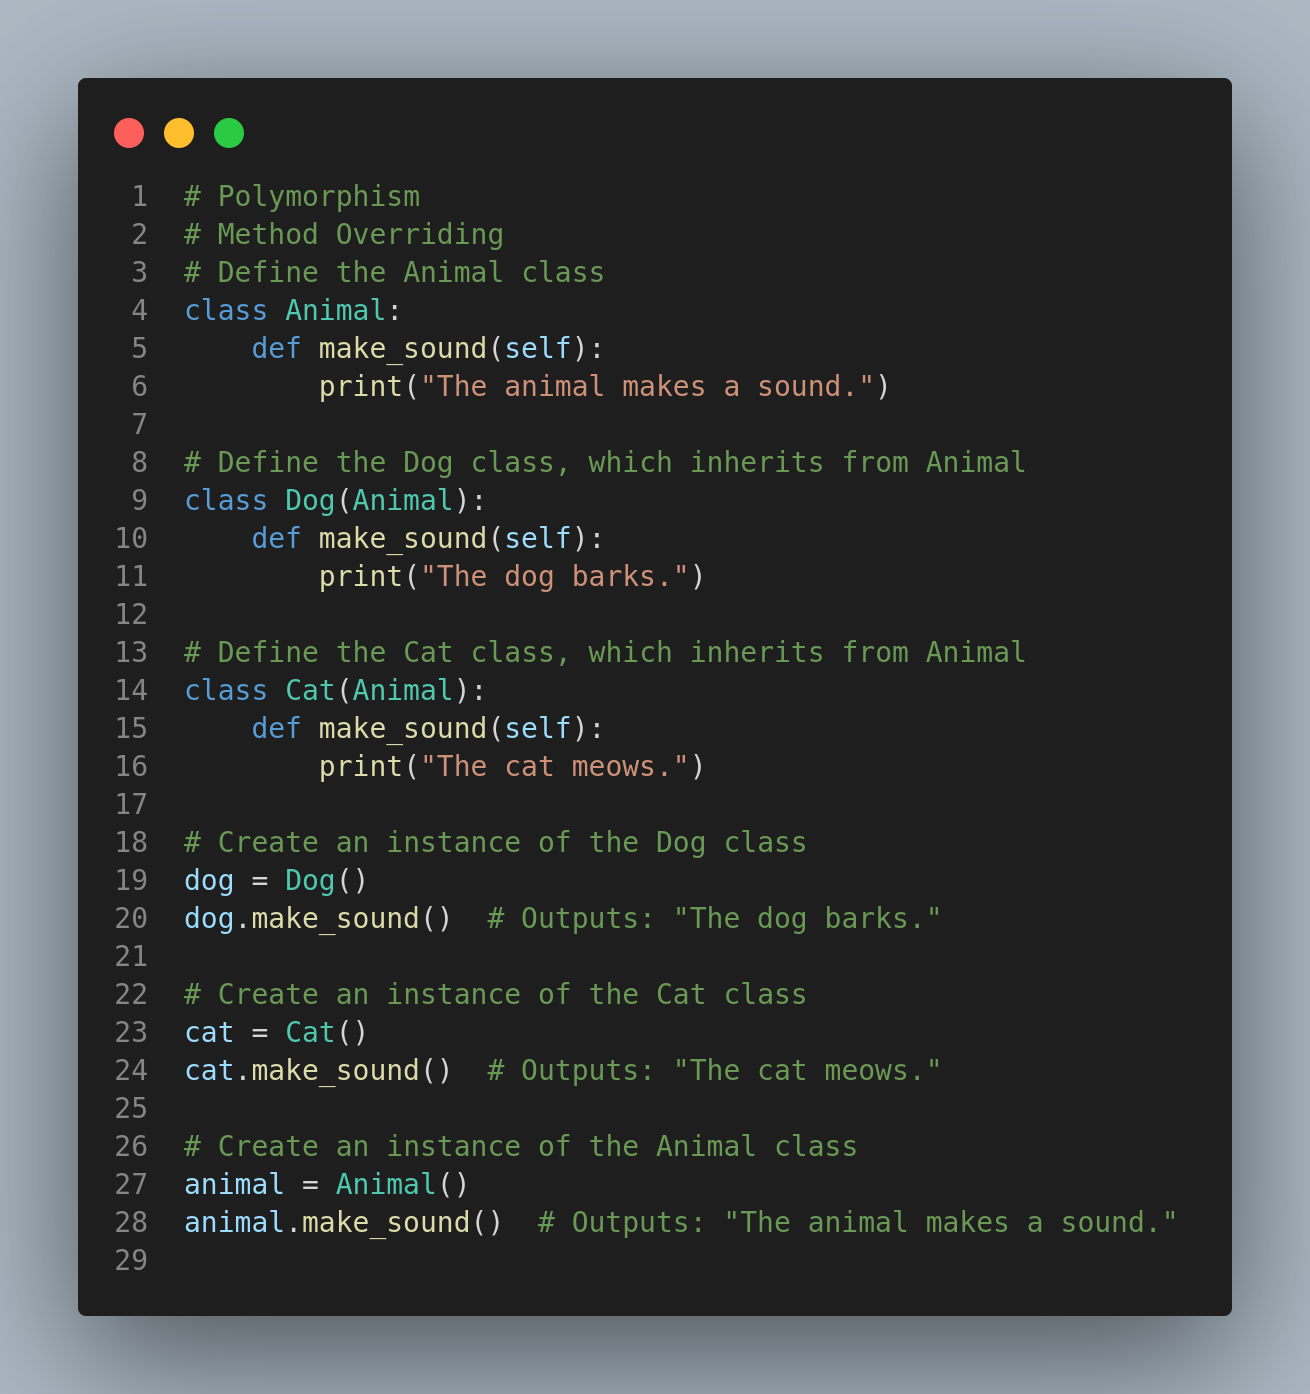 1 # Polymorphism
2 # Method Overriding
3 # Define the Animal class
4 class Animal:
5     def make_sound(self):
6         print("The animal makes a sound.")
7
8 # Define the Dog class, which inherits from Animal
9 class Dog(Animal):
10     def make_sound(self):
11         print("The dog barks.")
12
13 # Define the Cat class, which inherits from Animal
14 class Cat(Animal):
15     def make_sound(self):
16         print("The cat meows.")
17
18 # Create an instance of the Dog class
19 dog = Dog()
20 dog.make_sound()  # Outputs: "The dog barks."
21
22 # Create an instance of the Cat class
23 cat = Cat()
24 cat.make_sound()  # Outputs: "The cat meows."
25
26 # Create an instance of the Animal class
27 animal = Animal()
28 animal.make_sound()  # Outputs: "The animal makes a sound."
29